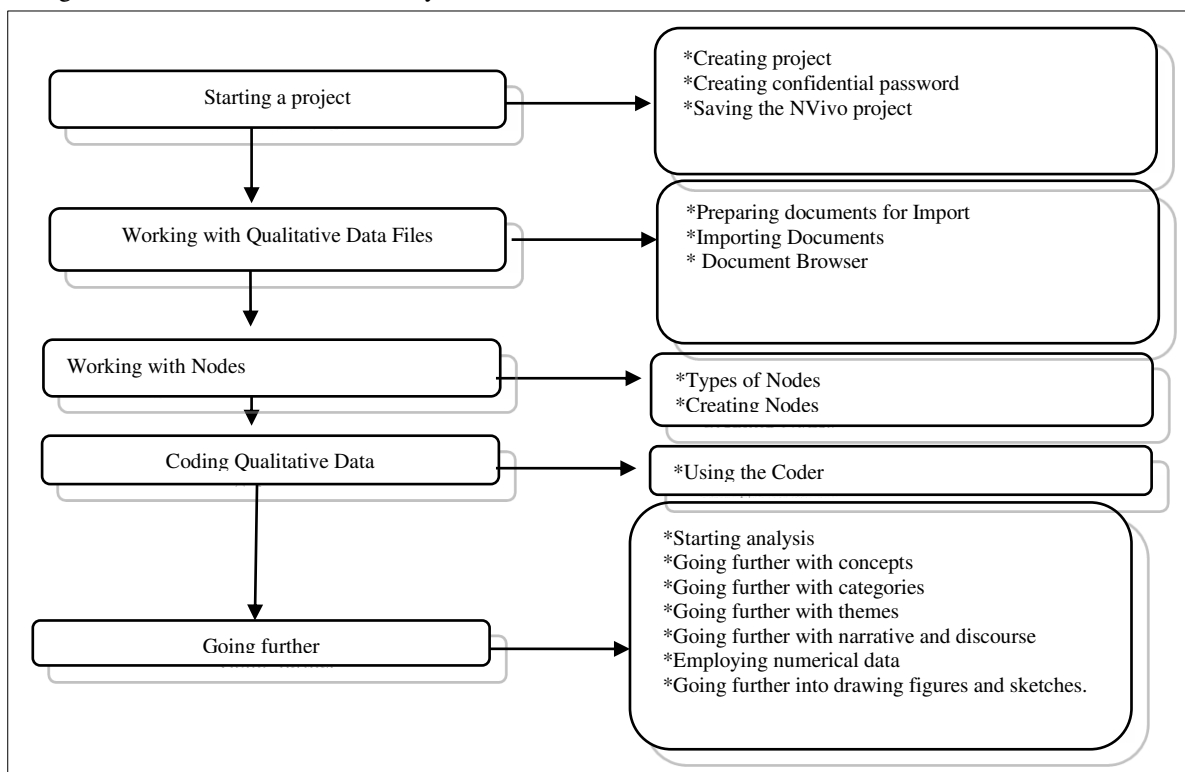 Starting a project
*Creating project
*Creating confidential password
*Saving the NVivo project
Working with Qualitative Data Files
*Preparing documents for Import
*Importing Documents
* Document Browser
Working with Nodes
*Types of Nodes
*Creating Nodes
Coding Qualitative Data
*Using the Coder
Going further
*Starting analysis
*Going further with concepts
*Going further with categories
*Going further with themes
*Going further with narrative and discourse
*Employing numerical data
*Going further into drawing figures and sketches.